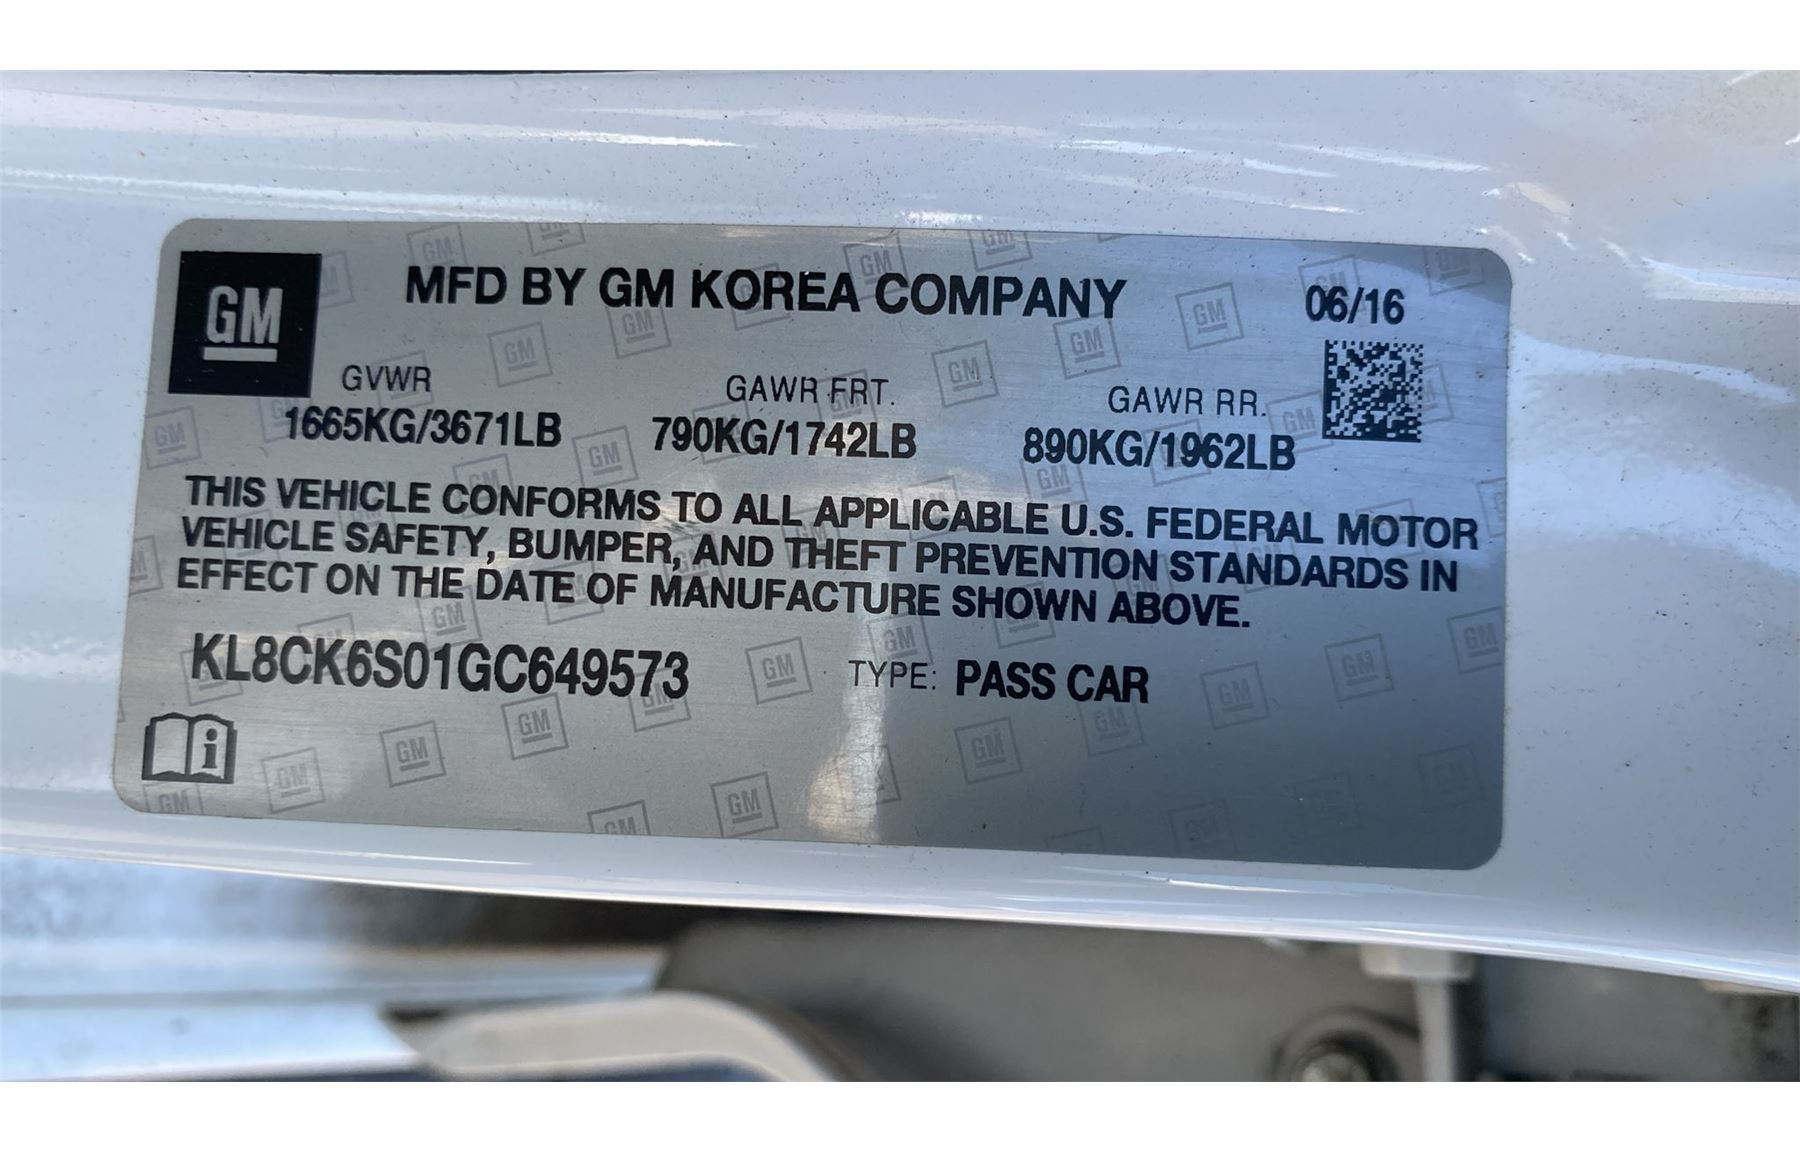 GM
MFD BY GM KOREA COMPANY 06/16
GVWR GAWR FRT. GAWR RR.
1665KG/3671LB 790KG/1742LB 890KG/1962LB
THIS VEHICLE CONFORMS TO ALL APPLICABLE U.S. FEDERAL MOTOR
VEHICLE SAFETY, BUMPER, AND THEFT PREVENTION STANDARDS IN
EFFECT ON THE DATE OF MANUFACTURE SHOWN ABOVE.
KL8CK6S01GC649573 TYPE: PASS CAR